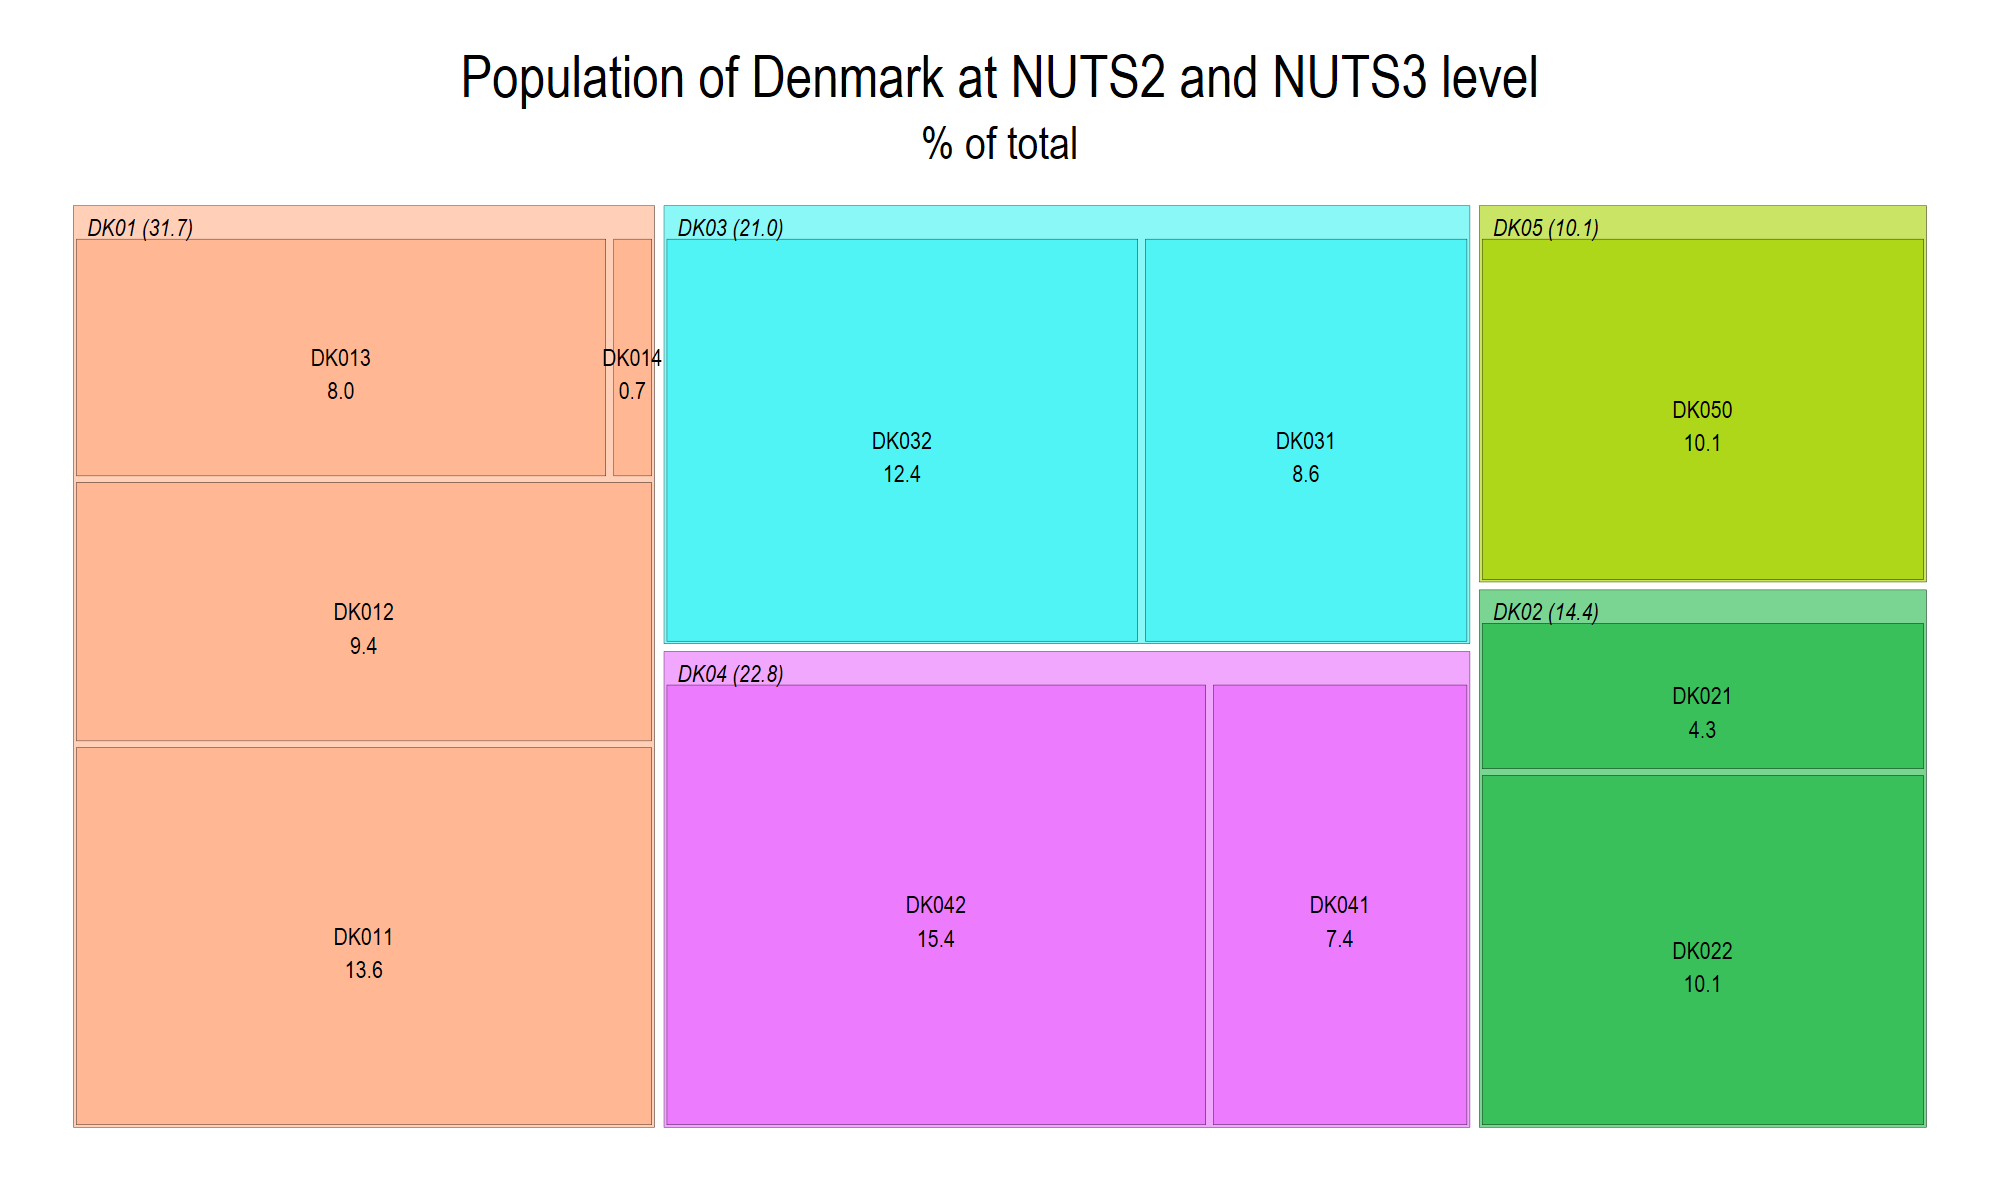 Population of Denmark at NUTS2 and NUTS3 level
% of total
DK01 (31.7)
DK013
8.0
DK014
0.7
DK012
9.4
DK011
13.6
DK03 (21.0)
DK032
12.4
DK031
8.6
DK04 (22.8)
DK042
15.4
DK041
7.4
DK05 (10.1)
DK050
10.1
DK02 (14.4)
DK021
4.3
DK022
10.1